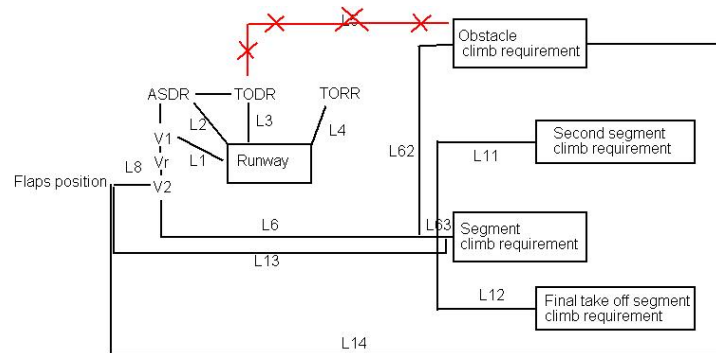 L5
Obstacle
climb requirement
ASDR
TODR
TORR
L2
L3
L4
V1
L1
L62
Second segment
climb requirement
L11
Vr
Runway
L8
Flaps position
V2
L6
L63
Segment
climb requirement
L13
L12
Final take off segment
climb requirement
L14